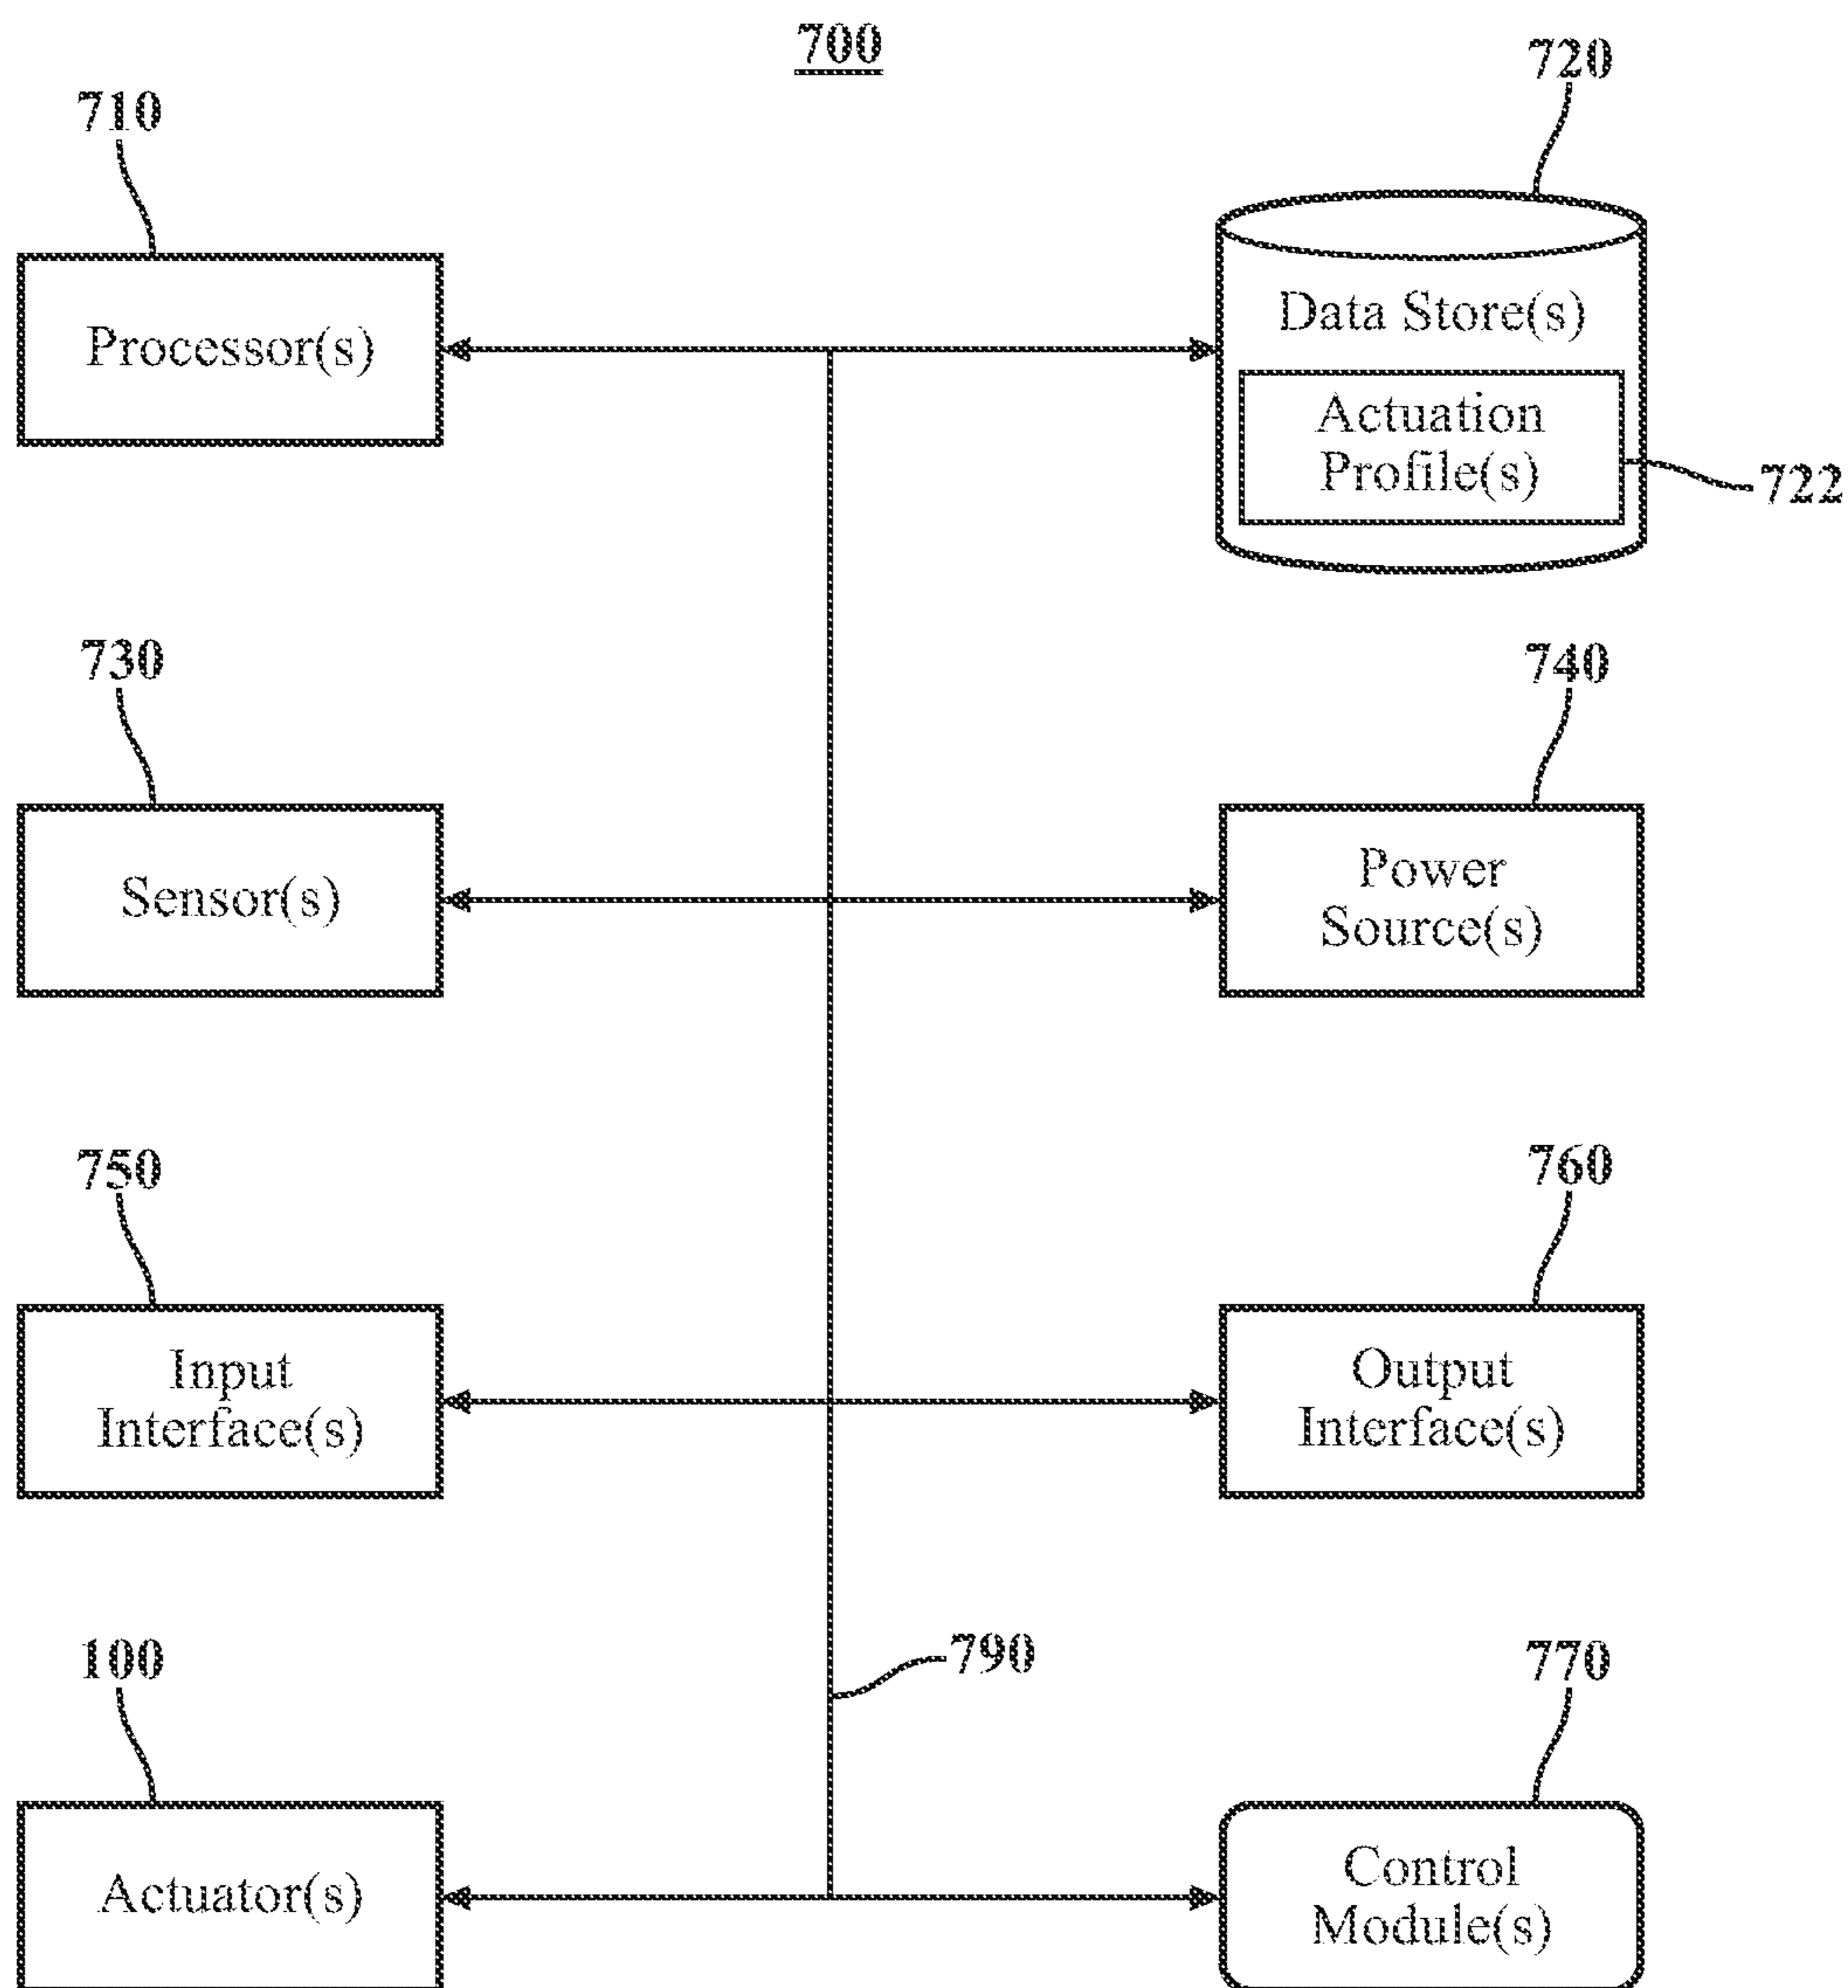 700
710
720
Processor(s)
Data Store(s)
Actuation
Profile(s)
722
730
740
Sensor(s)
Power
Source(s)
750
760
Input
Interface(s)
Output
Interface(s)
100
790
770
Actuator(s)
Control
Module(s)